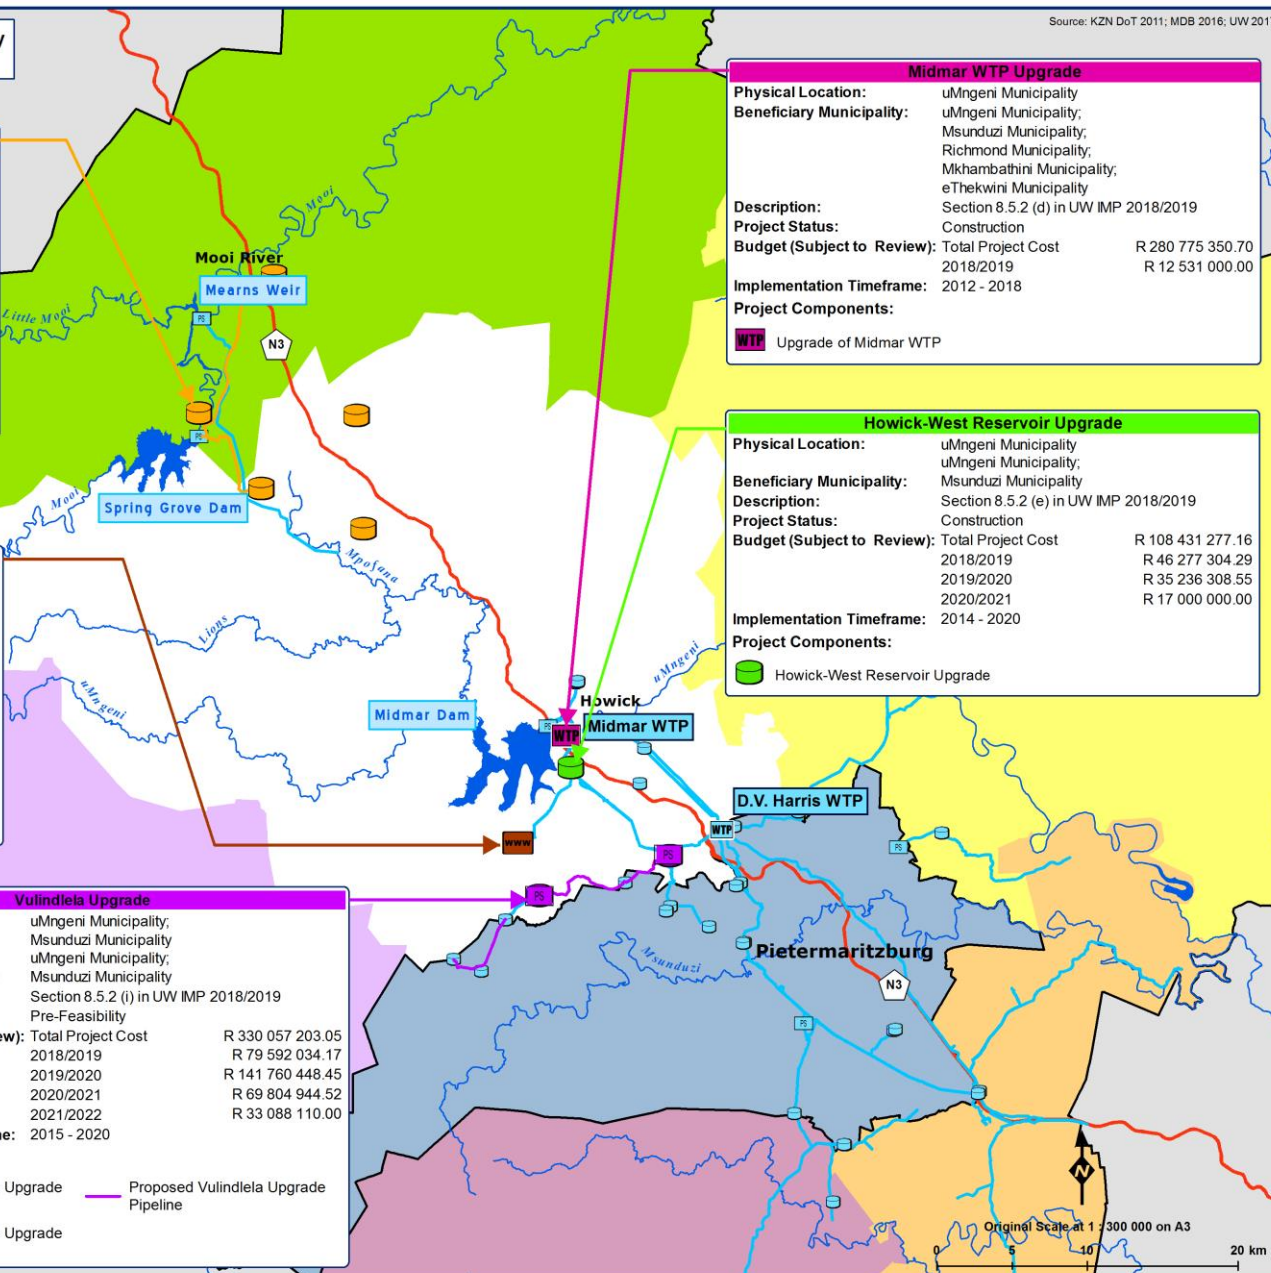 y
Source: KZN DoT 2011; MDB 2016; UW 201
Midmar WTP Upgrade
Physical Location: uMngeni Municipality
Beneficiary Municipality: uMngeni Municipality;
Msunduzi Municipality;
Richmond Municipality;
Mkhambathini Municipality;
eThekwini Municipality
Description: Section 8.5.2 (d) in UW IMP 2018/2019
Project Status: Construction
Budget (Subject to Review): Total Project Cost R 280 775 350.70
2018/2019 R 12 531 000.00
Implementation Timeframe: 2012 - 2018
Project Components:
WTP Upgrade of Midmar WTP
Mooi
Mooi River
Mearns Weir
Little Mooi
PS
N3
PS
Mooi
Spring Grove Dam
Mpofana
Howick-West Reservoir Upgrade
Physical Location: uMngeni Municipality
uMngeni Municipality;
Beneficiary Municipality: Msunduzi Municipality
Description: Section 8.5.2 (e) in UW IMP 2018/2019
Project Status: Construction
Budget (Subject to Review): Total Project Cost R 108 431 277.16
2018/2019 R 46 277 304.29
2019/2020 R 35 236 308.55
2020/2021 R 17 000 000.00
Implementation Timeframe: 2014 - 2020
Project Components:
Howick-West Reservoir Upgrade
Lions
uMngeni
uMngeni
Howick
Midmar Dam
PS
WTP
Midmar WTP
D.V. Harris WTP
WTP
www
PS
PS
PS
Vulindlela Upgrade
uMngeni Municipality;
Msunduzi Municipality
uMngeni Municipality;
Msunduzi Municipality
Section 8.5.2 (i) in UW IMP 2018/2019
Pre-Feasibility
ew): Total Project Cost R 330 057 203.05
2018/2019 R 79 592 034.17
2019/2020 R 141 760 448.45
2020/2021 R 69 804 944.52
2021/2022 R 33 088 110.00
ne: 2015 - 2020
Upgrade
Proposed Vulindlela Upgrade
Pipeline
Upgrade
Msunduzi
Pietermaritzburg
N3
PS
N
Original Scale at 1 : 300 000 on A3
0 5 10 20 km